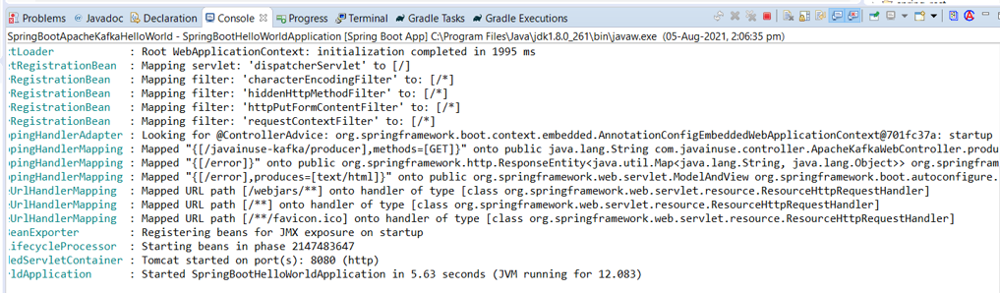 Problems @ Javadoc Declaration Console Progress Terminal Gradle Tasks Gradle Executions
SpringBootApacheKafkaHelloWorld - SpringBootHelloWorldApplication [Spring Boot App] C:\Program Files\Java\jdk1.8.0_261\bin\javaw.exe (05-Aug-2021, 2:06:35 pm)
tLoader : Root WebApplicationContext: initialization completed in 1995 ms
tRegistrationBean : Mapping servlet: 'dispatcherServlet' to [/]
RegistrationBean : Mapping filter: 'characterEncodingFilter' to: [/*]
RegistrationBean : Mapping filter: 'hiddenHttpMethodFilter' to: [/*]
RegistrationBean : Mapping filter: 'httpPutFormContentFilter' to: [/*]
RegistrationBean : Mapping filter: 'requestContextFilter' to: [/*]
pingHandlerAdapter : Looking for @ControllerAdvice: org.springframework.boot.context.embedded.AnnotationConfigEmbeddedWebApplicationContext@701fc37a: startup
pingHandlerMapping : Mapped "{[/javainuse-kafka/producer],methods=[GET]}" onto public java.lang.String com.javainuse.controller.ApacheKafkaWebController.produ
pingHandlerMapping : Mapped "{[/error]}" onto public org.springframework.http.ResponseEntity<java.util.Map<java.lang.String, java.lang.Object>> org.springfram
pingHandlerMapping : Mapped "{[/error],produces=[text/html]}" onto public org.springframework.web.servlet.ModelAndView org.springframework.boot.autoconfigure.
UrlHandlerMapping : Mapped URL path [/webjars/**] onto handler of type [class org.springframework.web.servlet.resource.ResourceHttpRequestHandler]
UrlHandlerMapping : Mapped URL path [/**] onto handler of type [class org.springframework.web.servlet.resource.ResourceHttpRequestHandler]
UrlHandlerMapping : Mapped URL path [/**/favicon.ico] onto handler of type [class org.springframework.web.servlet.resource.ResourceHttpRequestHandler]
BeanExporter : Registering beans for JMX exposure on startup
ifecycleProcessor : Starting beans in phase 2147483647
edServletContainer : Tomcat started on port(s): 8080 (http)
ldApplication : Started SpringBootHelloWorldApplication in 5.63 seconds (JVM running for 12.083)